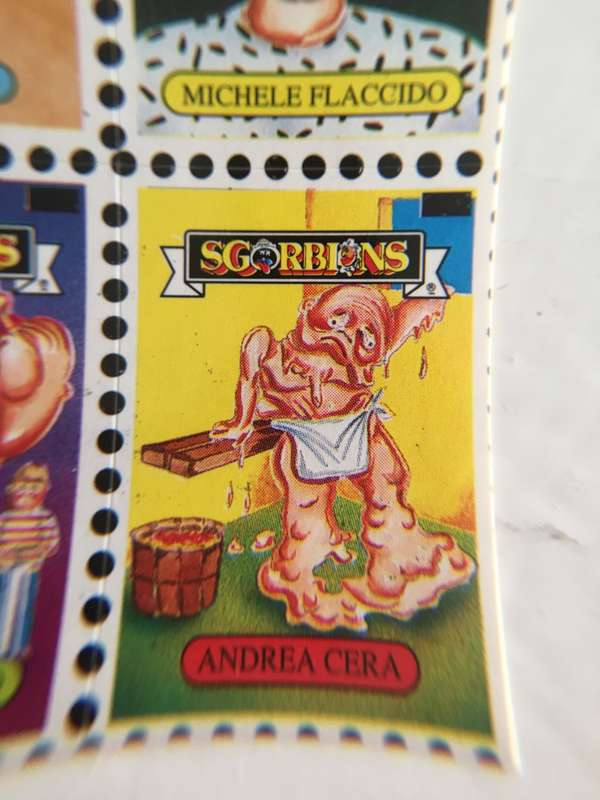 MICHELE FLACCIDO
S
SGORBIONS
®
ANDREA CERA